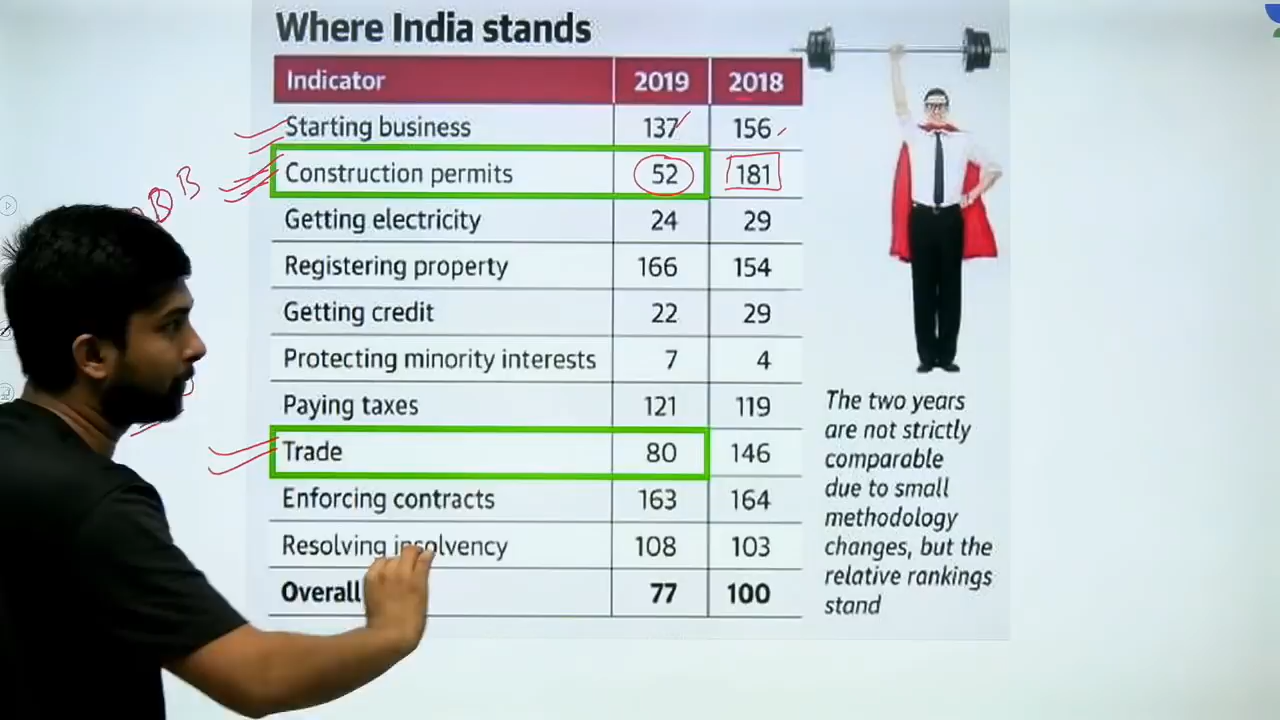 Where India stands
Indicator 2019 2018
Starting business 137 156
Construction permits 52 181
Getting electricity 24 29
Registering property 166 154
Getting credit 22 29
Protecting minority interests 7 4
Paying taxes 121 119
Trade 80 146
Enforcing contracts 163 164
Resolving insolvency 108 103
Overall 77 100
The two years
are not strictly
comparable
due to small
methodology
changes, but the
relative rankings
stand